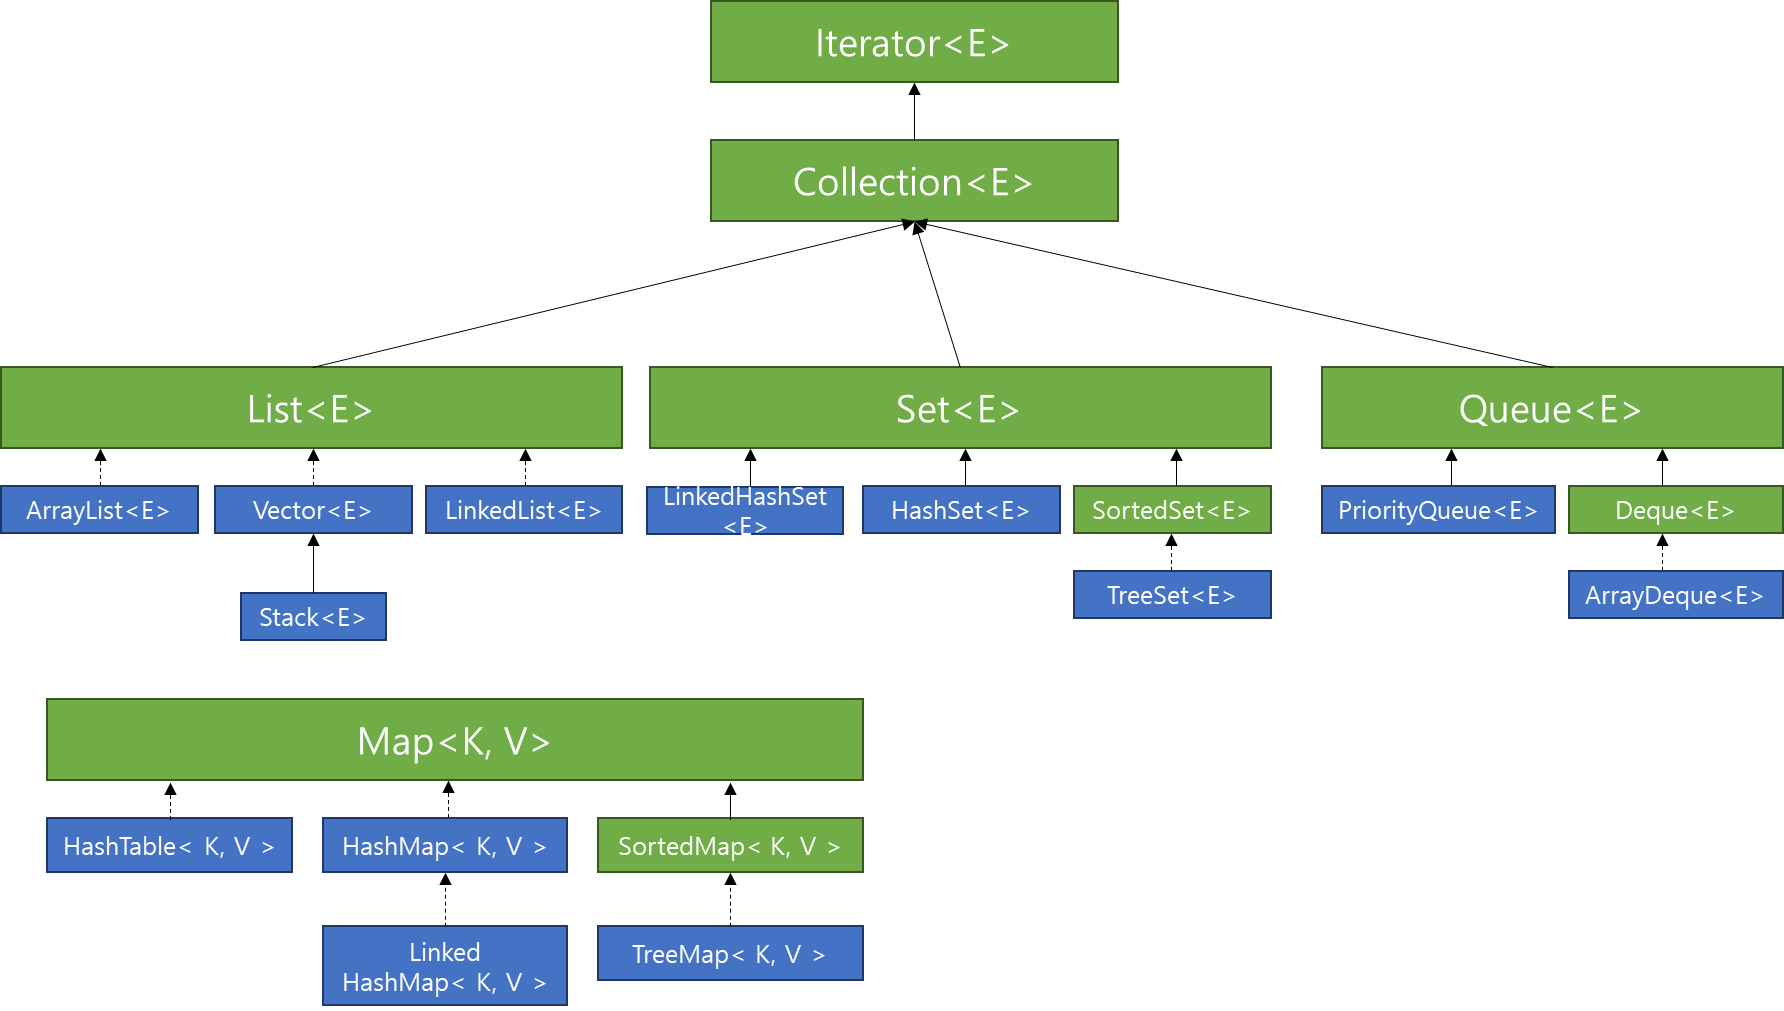 Iterator<E>
Collection<E>
List<E>
Set<E>
Queue<E>
ArrayList<E>
Vector<E>
LinkedList<E>
LinkedHashSet
<E>
HashSet<E>
SortedSet<E>
PriorityQueue<E>
Deque<E>
Stack<E>
TreeSet<E>
ArrayDeque<E>
Map<K, V>
HashTable< K, V >
HashMap< K, V >
SortedMap< K, V >
Linked
HashMap< K, V >
TreeMap< K, V >